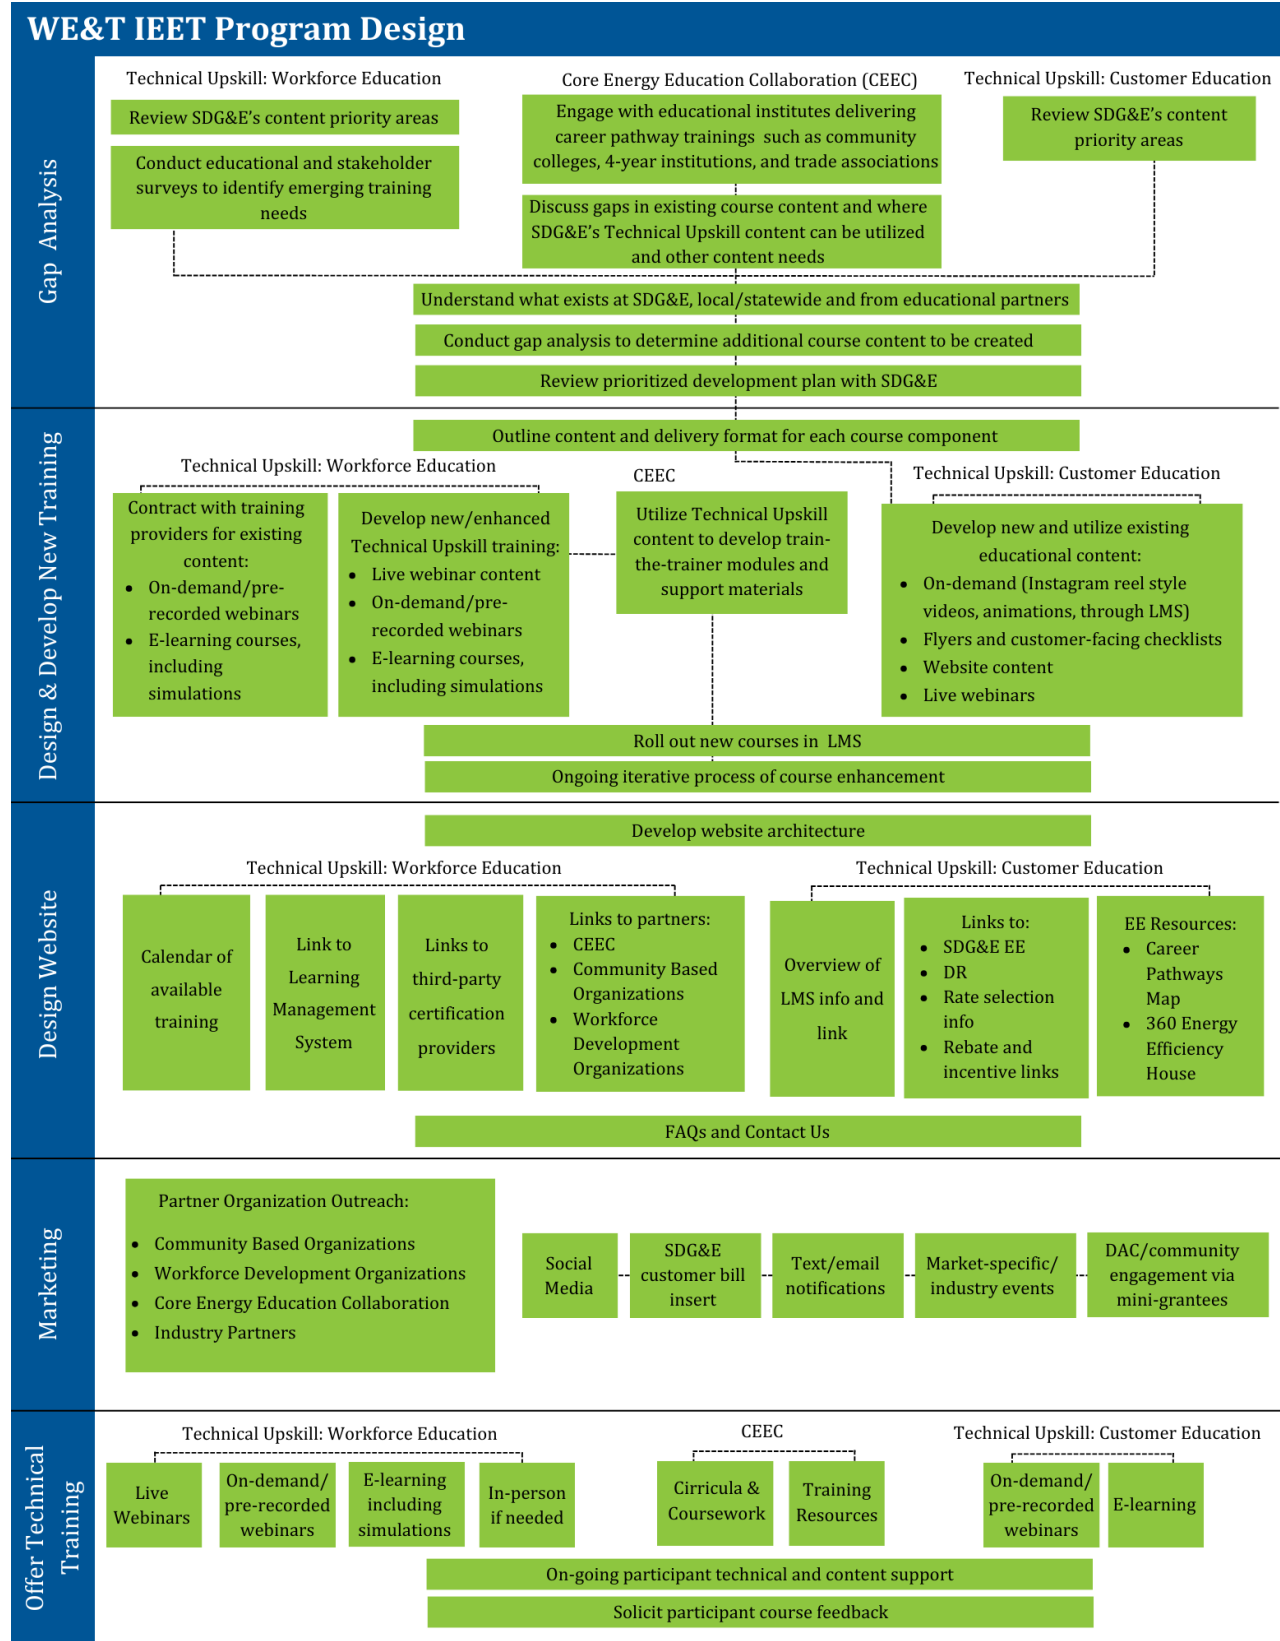 WE&T IEET Program Design
Gap Analysis
Technical Upskill: Workforce Education
Review SDG&E's content priority areas
Conduct educational and stakeholder
surveys to identify emerging training
needs
Core Energy Education Collaboration (CEEC)
Engage with educational institutes delivering
career pathway trainings such as community
colleges, 4-year institutions, and trade associations
Discuss gaps in existing course content and where
SDG&E's Technical Upskill content can be utilized
and other content needs
Technical Upskill: Customer Education
Review SDG&E's content
priority areas
Understand what exists at SDG&E, local/statewide and from educational partners
Conduct gap analysis to determine additional course content to be created
Review prioritized development plan with SDG&E
Design & Develop New Training
Outline content and delivery format for each course component
Technical Upskill: Workforce Education
Contract with training
providers for existing
content:
• On-demand/pre-
recorded webinars
• E-learning courses,
including
simulations
Develop new/enhanced
Technical Upskill training:
• Live webinar content
• On-demand/pre-
recorded webinars
• E-learning courses,
including simulations
CEEC
Utilize Technical Upskill
content to develop train-
the-trainer modules and
support materials
Technical Upskill: Customer Education
Develop new and utilize existing
educational content:
• On-demand (Instagram reel style
videos, animations, through LMS)
• Flyers and customer-facing checklists
• Website content
• Live webinars
Roll out new courses in LMS
Ongoing iterative process of course enhancement
Design Website
Develop website architecture
Technical Upskill: Workforce Education
Calendar of
available
training
Link to
Learning
Management
System
Links to
third-party
certification
providers
Links to partners:
• CEEC
• Community Based
Organizations
• Workforce
Development
Organizations
Technical Upskill: Customer Education
Overview of
LMS info and
link
Links to:
• SDG&E EE
• DR
• Rate selection
info
• Rebate and
incentive links
EE Resources:
• Career
Pathways
Map
• 360 Energy
Efficiency
House
FAQs and Contact Us
Marketing
Partner Organization Outreach:
• Community Based Organizations
• Workforce Development Organizations
• Core Energy Education Collaboration
• Industry Partners
Social
Media
SDG&E
customer bill
insert
Text/email
notifications
Market-specific/
industry events
DAC/community
engagement via
mini-grantees
Offer Technical
Training
Technical Upskill: Workforce Education
Live
Webinars
On-demand/
pre-recorded
webinars
E-learning
including
simulations
In-person
if needed
CEEC
Cirricula &
Coursework
Training
Resources
Technical Upskill: Customer Education
On-demand/
pre-recorded
webinars
E-learning
On-going participant technical and content support
Solicit participant course feedback